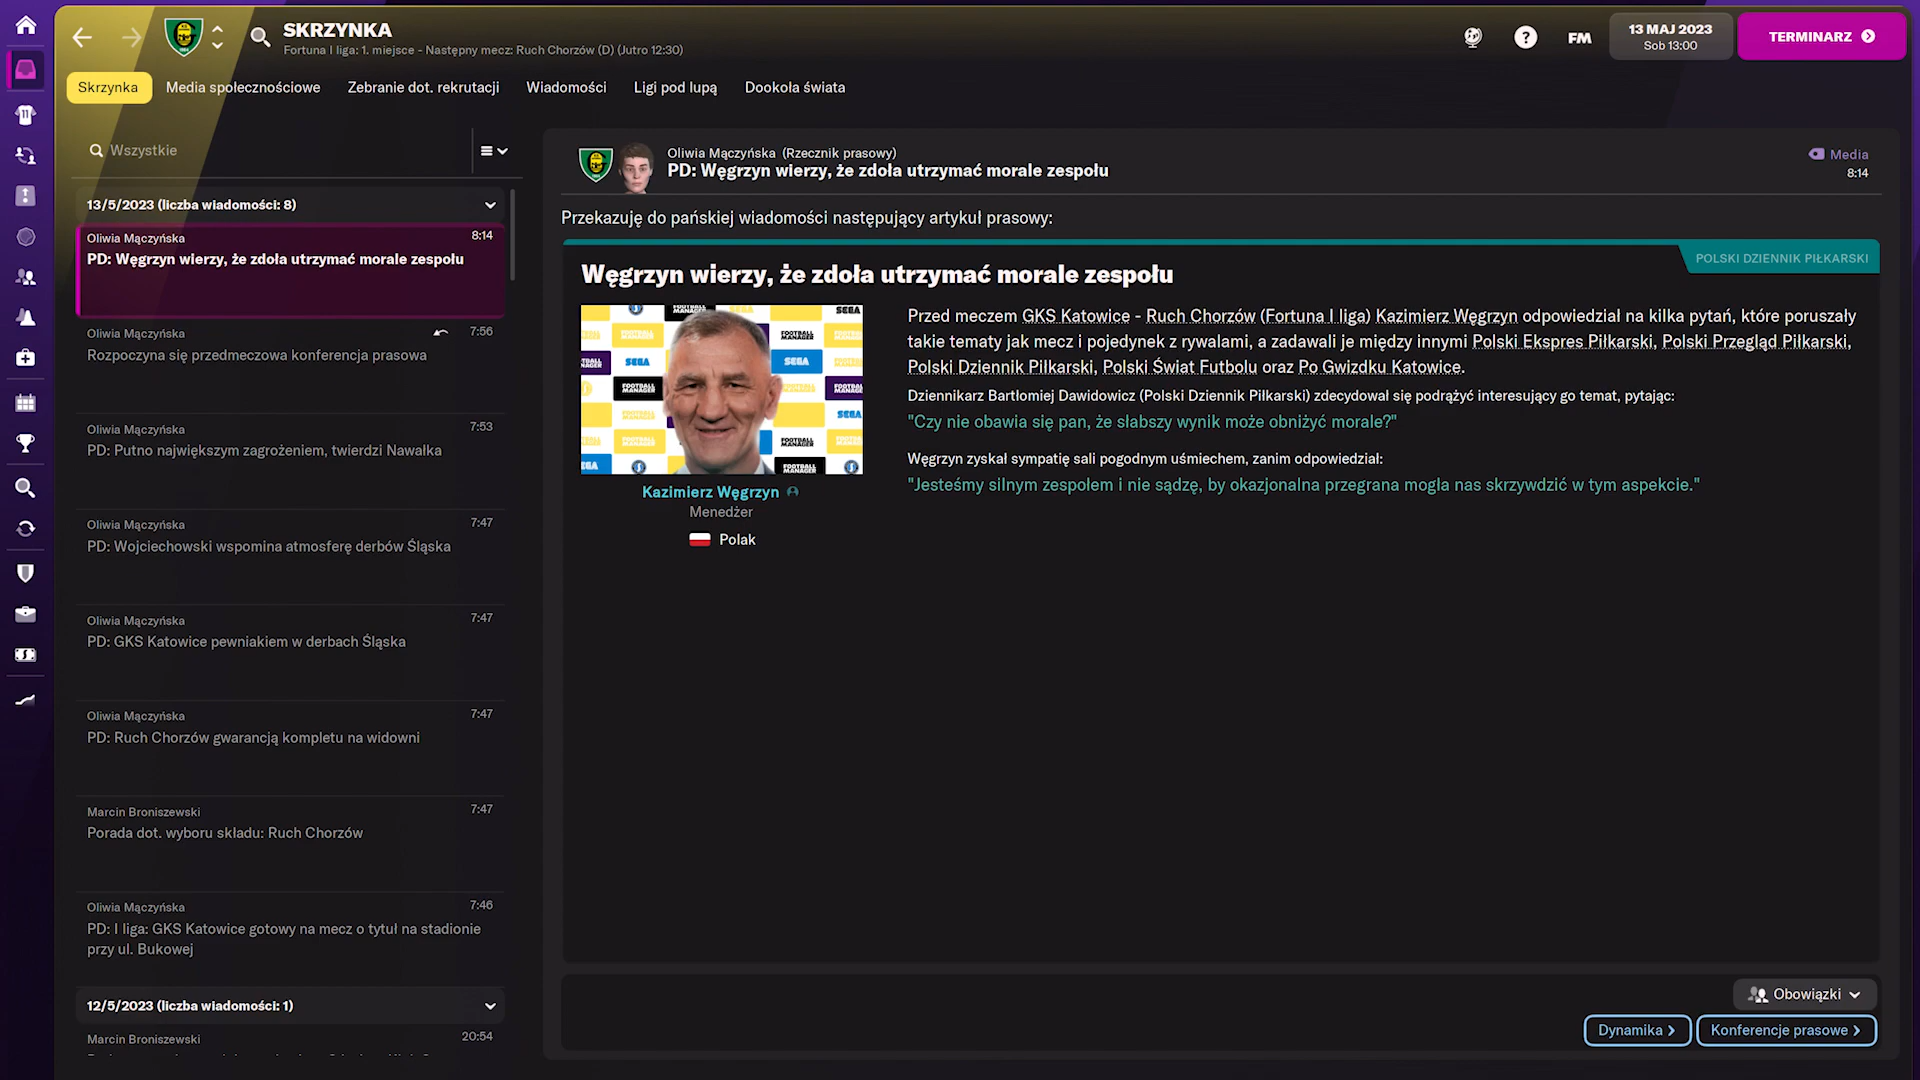 SKRZYNKA
Fortuna I liga: 1. miejsce - Następny mecz: Ruch Chorzów (D) (Jutro 12:30)
FM
13 MAJ 2023
Sob 13:00
TERMINARZ
Skrzynka
Media społecznościowe
Zebranie dot. rekrutacji
Wiadomości
Ligi pod lupą
Dookoła świata
Wszystkie
13/5/2023 (liczba wiadomości: 8)
Oliwia Mączyńska 8:14
PD: Węgrzyn wierzy, że zdoła utrzymać morale zespołu
Oliwia Mączyńska 7:56
Rozpoczyna się przedmeczowa konferencja prasowa
Oliwia Mączyńska 7:53
PD: Putno największym zagrożeniem, twierdzi Nawałka
Oliwia Mączyńska 7:47
PD: Wojciechowski wspomina atmosferę derbów Śląska
Oliwia Mączyńska 7:47
PD: GKS Katowice pewniakiem w derbach Śląska
Oliwia Mączyńska 7:47
PD: Ruch Chorzów gwarancją kompletu na widowni
Marcin Broniszewski 7:47
Porada dot. wyboru składu: Ruch Chorzów
Oliwia Mączyńska 7:46
PD: I liga: GKS Katowice gotowy na mecz o tytuł na stadionie
przy ul. Bukowej
12/5/2023 (liczba wiadomości: 1)
Marcin Broniszewski 20:54
Oliwia Mączyńska (Rzecznik prasowy)
PD: Węgrzyn wierzy, że zdoła utrzymać morale zespołu
Media
8:14
Przekazuję do pańskiej wiadomości następujący artykuł prasowy:
POLSKI DZIENNIK PIŁKARSKI
Węgrzyn wierzy, że zdoła utrzymać morale zespołu
Przed meczem GKS Katowice - Ruch Chorzów (Fortuna I liga) Kazimierz Węgrzyn odpowiedział na kilka pytań, które poruszały
takie tematy jak mecz i pojedynek z rywalami, a zadawali je między innymi Polski Ekspres Piłkarski, Polski Przegląd Piłkarski,
Polski Dziennik Piłkarski, Polski Świat Futbolu oraz Po Gwizdku Katowice.
Dziennikarz Bartłomiej Dawidowicz (Polski Dziennik Piłkarski) zdecydował się podrążyć interesujący go temat, pytając:
"Czy nie obawia się pan, że słabszy wynik może obniżyć morale?"
Węgrzyn zyskał sympatię sali pogodnym uśmiechem, zanim odpowiedział:
"Jesteśmy silnym zespołem i nie sądzę, by okazjonalna przegrana mogła nas skrzywdzić w tym aspekcie."
SEGA
FOOTBALL MANAGER
Kazimierz Węgrzyn
Menedżer
Polak
Obowiązki
Dynamika
Konferencje prasowe